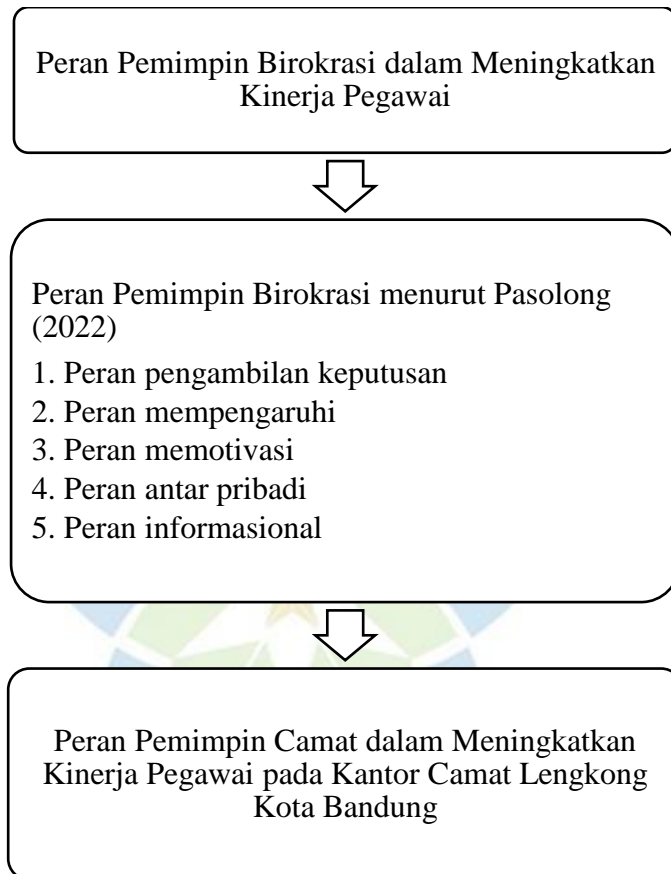 Peran Pemimpin Birokrasi dalam Meningkatkan
Kinerja Pegawai
Peran Pemimpin Birokrasi menurut Pasolong
(2022)
1. Peran pengambilan keputusan
2. Peran mempengaruhi
3. Peran memotivasi
4. Peran antar pribadi
5. Peran informasional
Peran Pemimpin Camat dalam Meningkatkan
Kinerja Pegawai pada Kantor Camat Lengkong
Kota Bandung